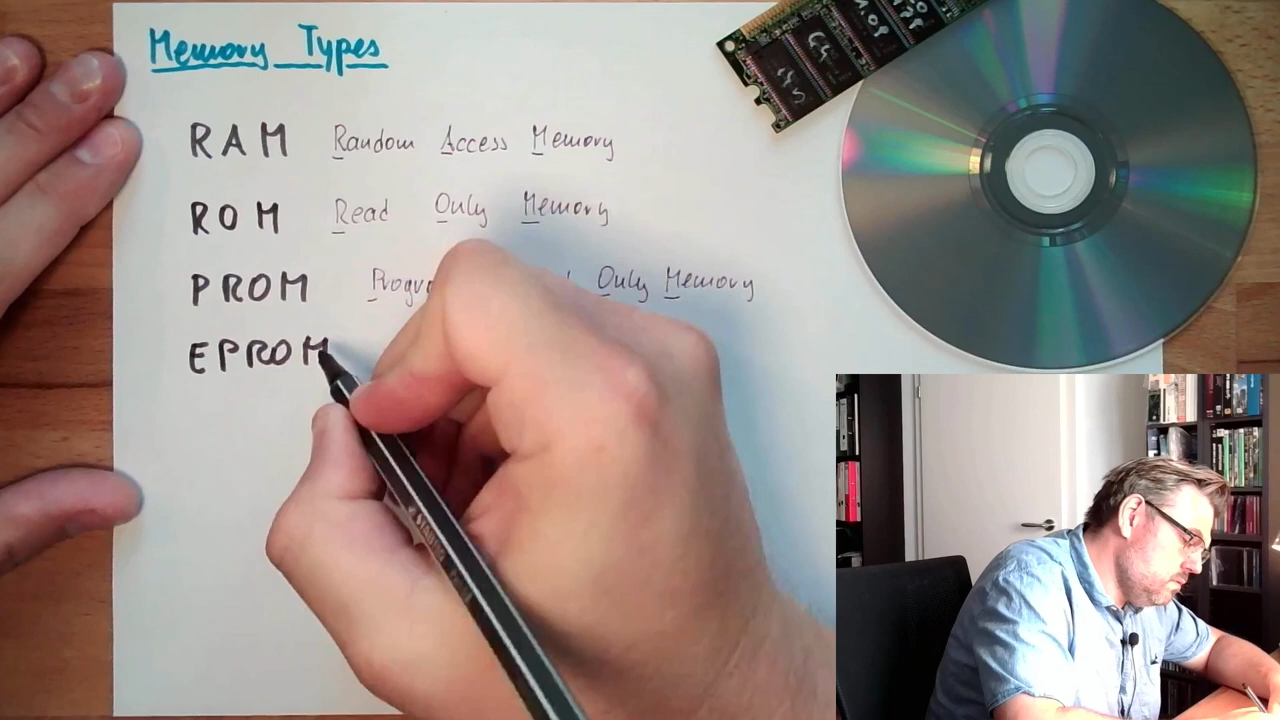 Memory Types
RAM Random Access Memory
ROM Read Only Memory
PROM Only Memory
EPROM